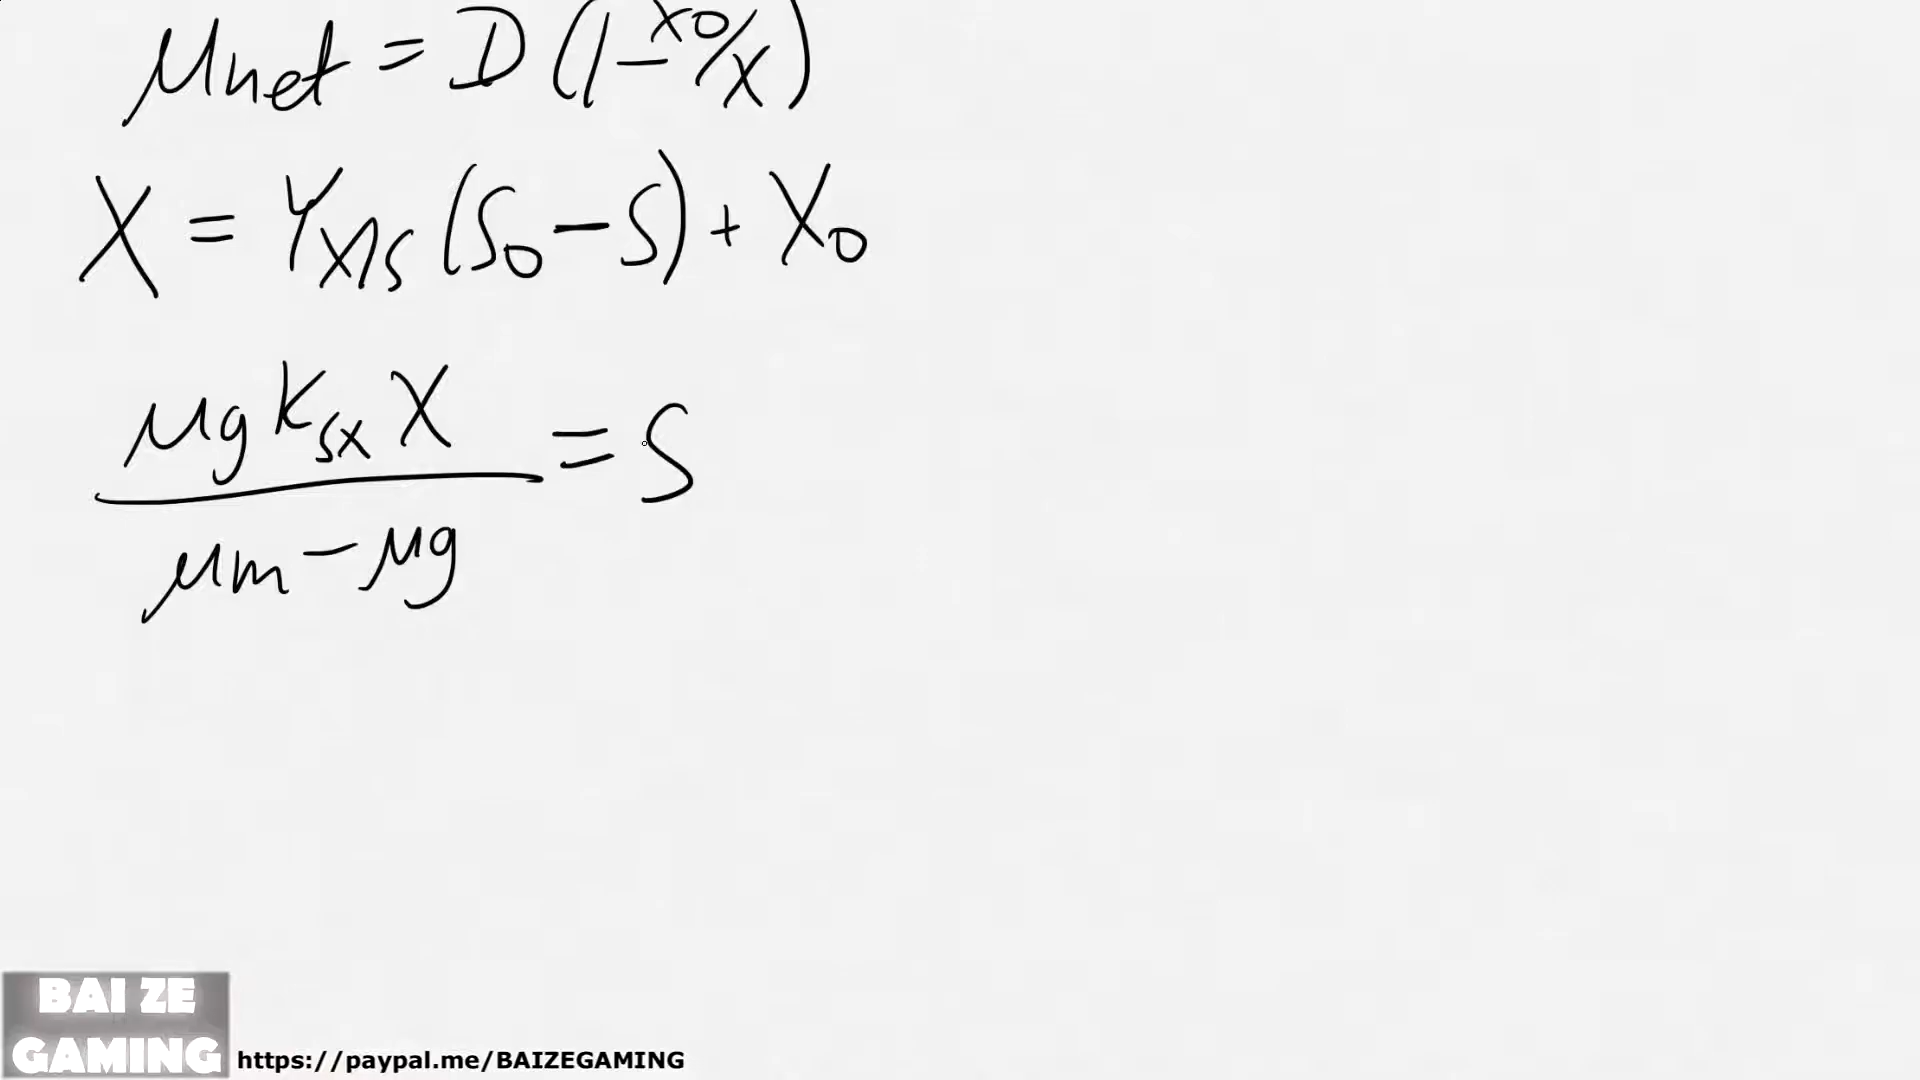 μnet = D (1 - X0/X)
X = YX/S (S0 - S) + X0
μg KSX X
= S
μm - μg
BAI ZE
GAMING
https://paypal.me/BAIZEGAMING